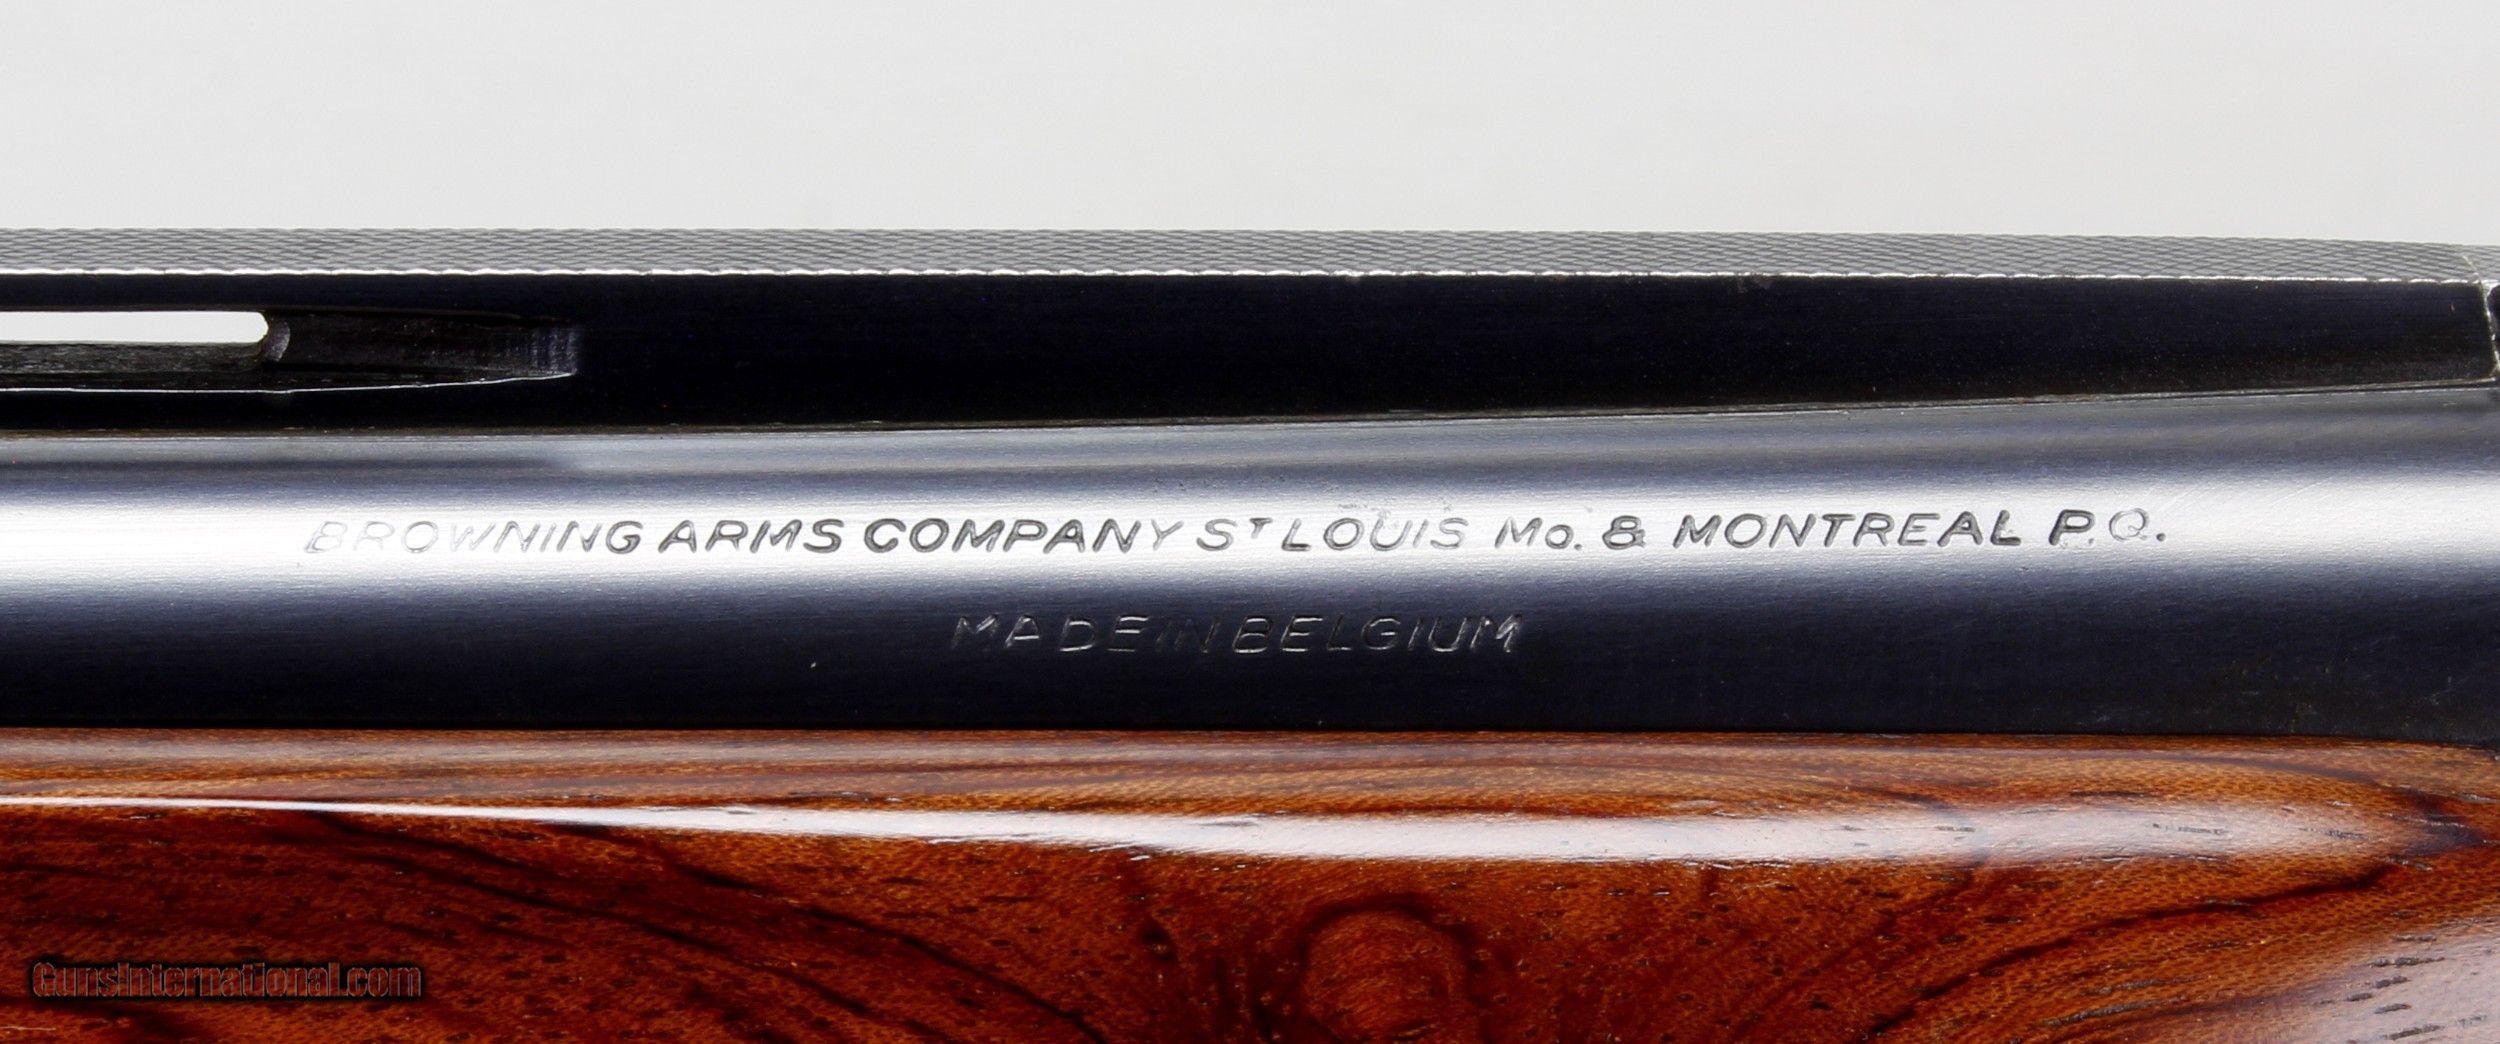 BROWNING ARMS COMPANY ST LOUIS Mo. & MONTREAL P.Q.
MADE IN BELGIUM
GunsInternational.com